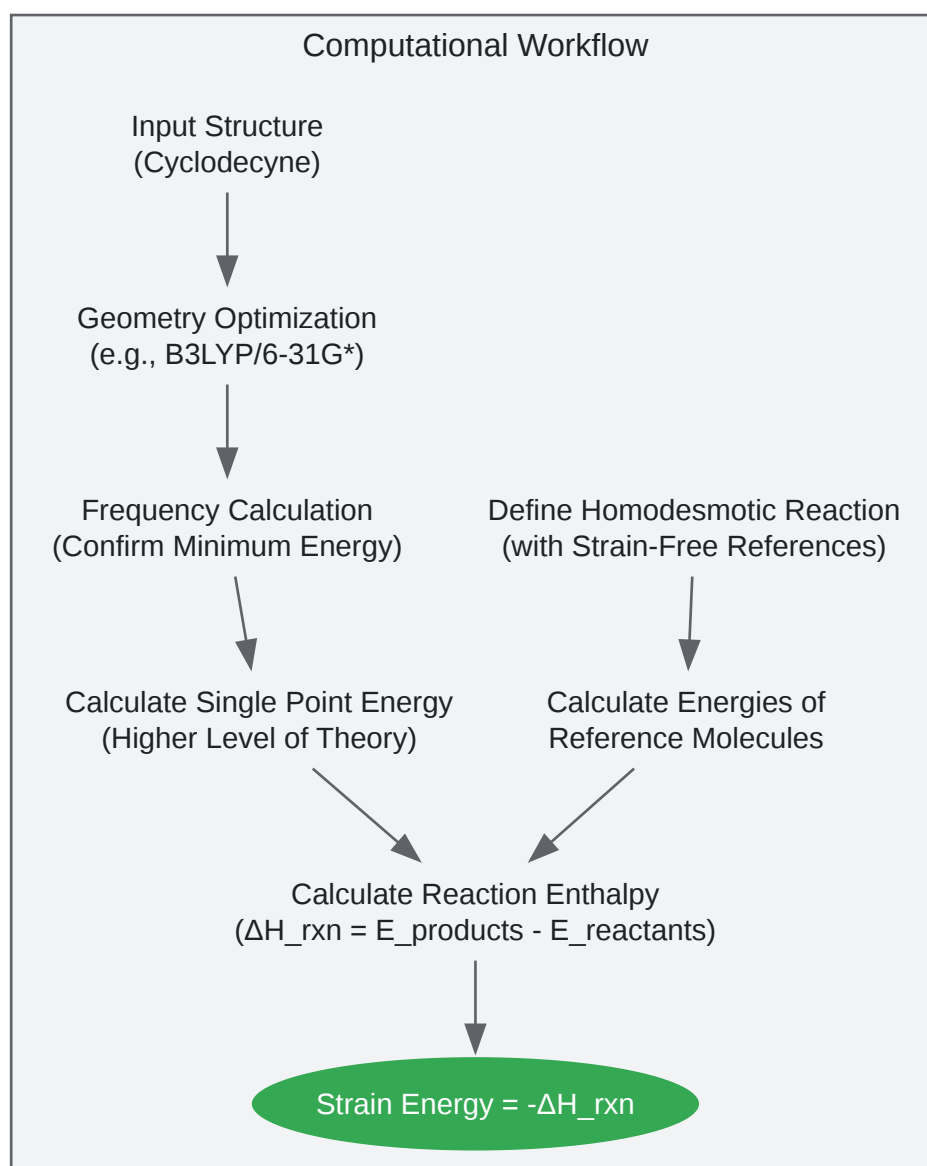 Computational Workflow
Input Structure
(Cyclodecyne)
Geometry Optimization
(e.g., B3LYP/6-31G*)
Frequency Calculation
(Confirm Minimum Energy)
Define Homodesmotic Reaction
(with Strain-Free References)
Calculate Single Point Energy
(Higher Level of Theory)
Calculate Energies of
Reference Molecules
Calculate Reaction Enthalpy
(ΔH_rxn = E_products - E_reactants)
Strain Energy = -ΔH_rxn